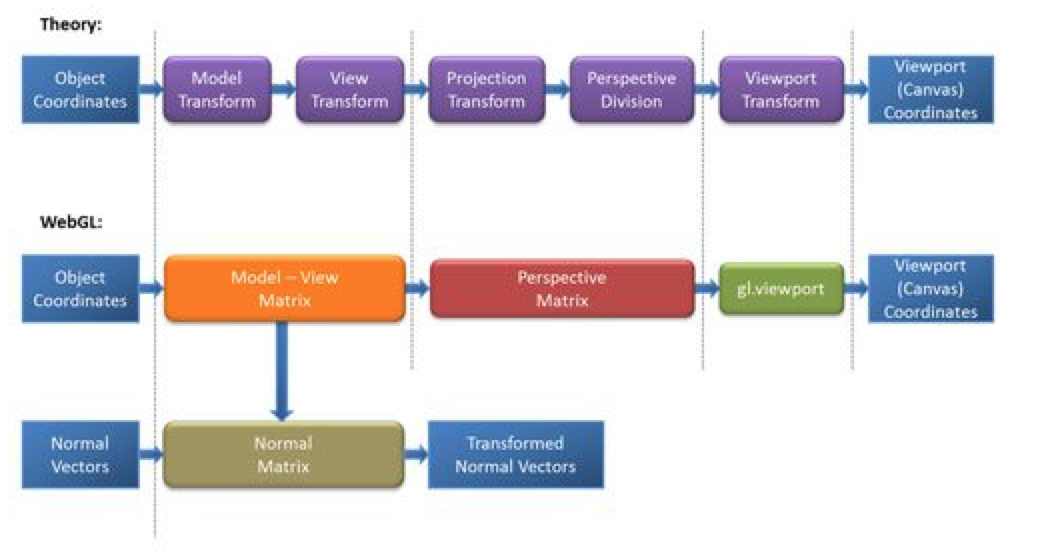 Theory:
Object
Coordinates
Model
Transform
View
Transform
Projection
Transform
Perspective
Division
Viewport
Transform
Viewport
(Canvas)
Coordinates
WebGL:
Object
Coordinates
Model – View
Matrix
Perspective
Matrix
gl.viewport
Viewport
(Canvas)
Coordinates
Normal
Vectors
Normal
Matrix
Transformed
Normal Vectors